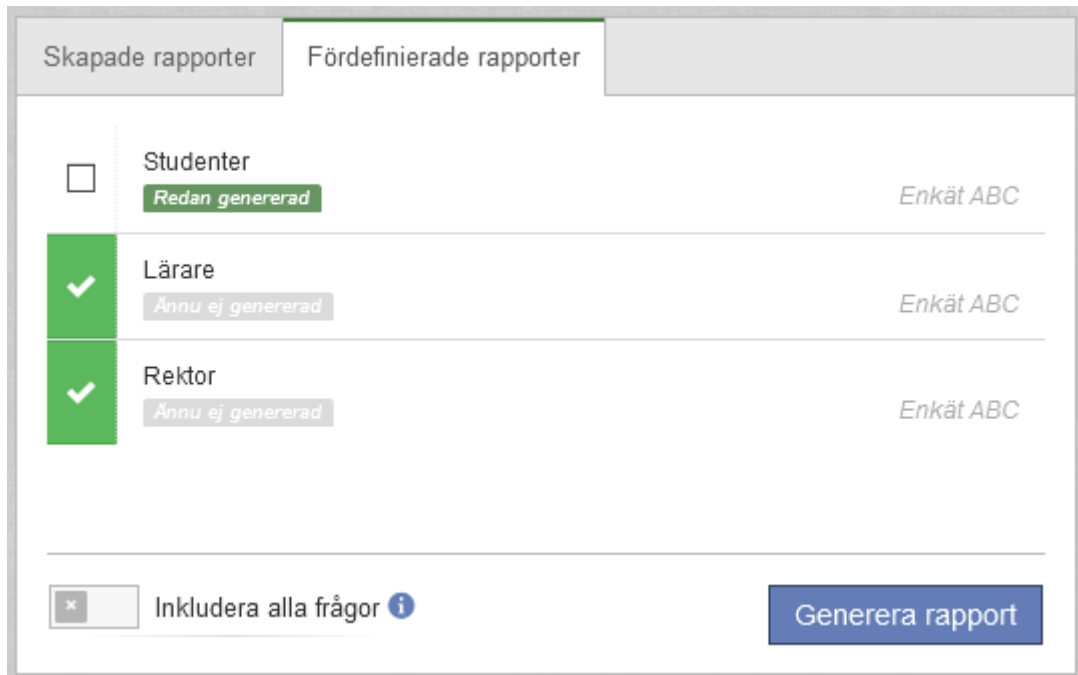 Skapade rapporter
Fördefinierade rapporter
Studenter
Redan genererad
Enkät ABC
Lärare
Ännu ej genererad
Enkät ABC
Rektor
Ännu ej genererad
Enkät ABC
Inkludera alla frågor
Generera rapport